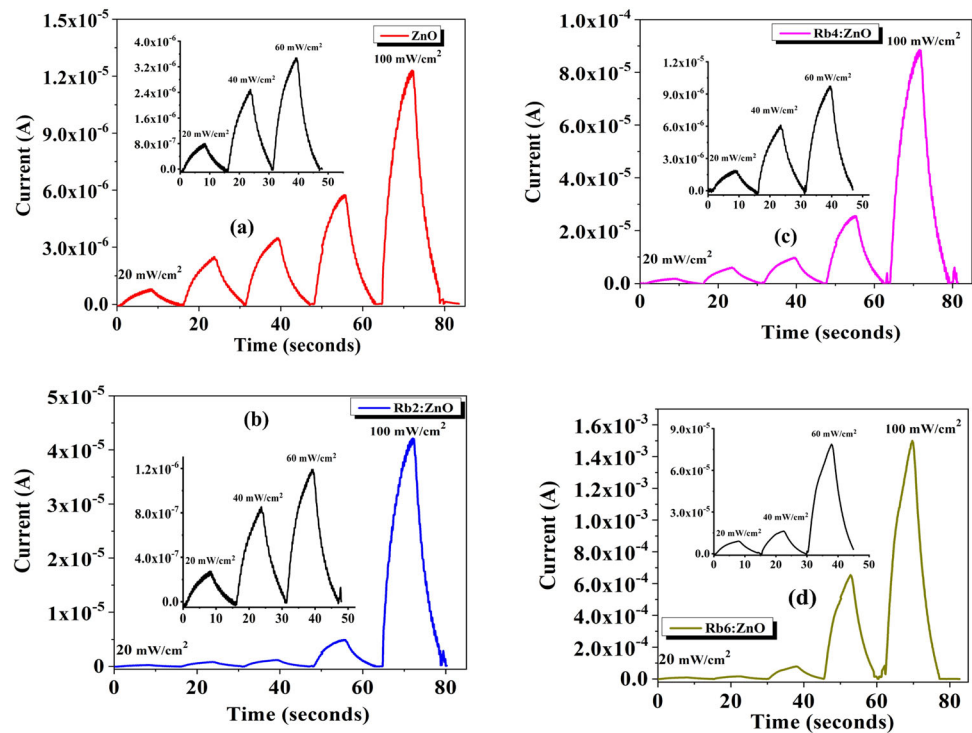 1.5x10⁻⁵
1.2x10⁻⁵
9.0x10⁻⁶
6.0x10⁻⁶
3.0x10⁻⁶
0.0
Current (A)
0 20 40 60 80
Time (seconds)
ZnO
100 mW/cm²
20 mW/cm²
(a)
4.0x10⁻⁶
3.2x10⁻⁶
2.4x10⁻⁶
1.6x10⁻⁶
8.0x10⁻⁷
0.0
0 10 20 30 40 50
20 mW/cm²
40 mW/cm²
60 mW/cm²
1.0x10⁻⁴
8.0x10⁻⁵
6.0x10⁻⁵
4.0x10⁻⁵
2.0x10⁻⁵
0.0
Current (A)
0 20 40 60 80
Time (seconds)
Rb4:ZnO
100 mW/cm²
20 mW/cm²
(c)
1.2x10⁻⁵
9.0x10⁻⁶
6.0x10⁻⁶
3.0x10⁻⁶
0.0
0 10 20 30 40 50
20 mW/cm²
40 mW/cm²
60 mW/cm²
5x10⁻⁵
4x10⁻⁵
3x10⁻⁵
2x10⁻⁵
1x10⁻⁵
0
Current (A)
0 10 20 30 40 50 60 70 80
Time (seconds)
Rb2:ZnO
100 mW/cm²
20 mW/cm²
(b)
1.2x10⁻⁶
8.0x10⁻⁷
4.0x10⁻⁷
0.0
0 10 20 30 40 50
20 mW/cm²
40 mW/cm²
60 mW/cm²
1.6x10⁻³
1.4x10⁻³
1.2x10⁻³
1.0x10⁻³
8.0x10⁻⁴
6.0x10⁻⁴
4.0x10⁻⁴
2.0x10⁻⁴
0.0
Current (A)
0 20 40 60 80
Time (seconds)
Rb6:ZnO
100 mW/cm²
20 mW/cm²
(d)
9.0x10⁻⁵
6.0x10⁻⁵
3.0x10⁻⁵
0.0
0 10 20 30 40 50
20 mW/cm²
40 mW/cm²
60 mW/cm²